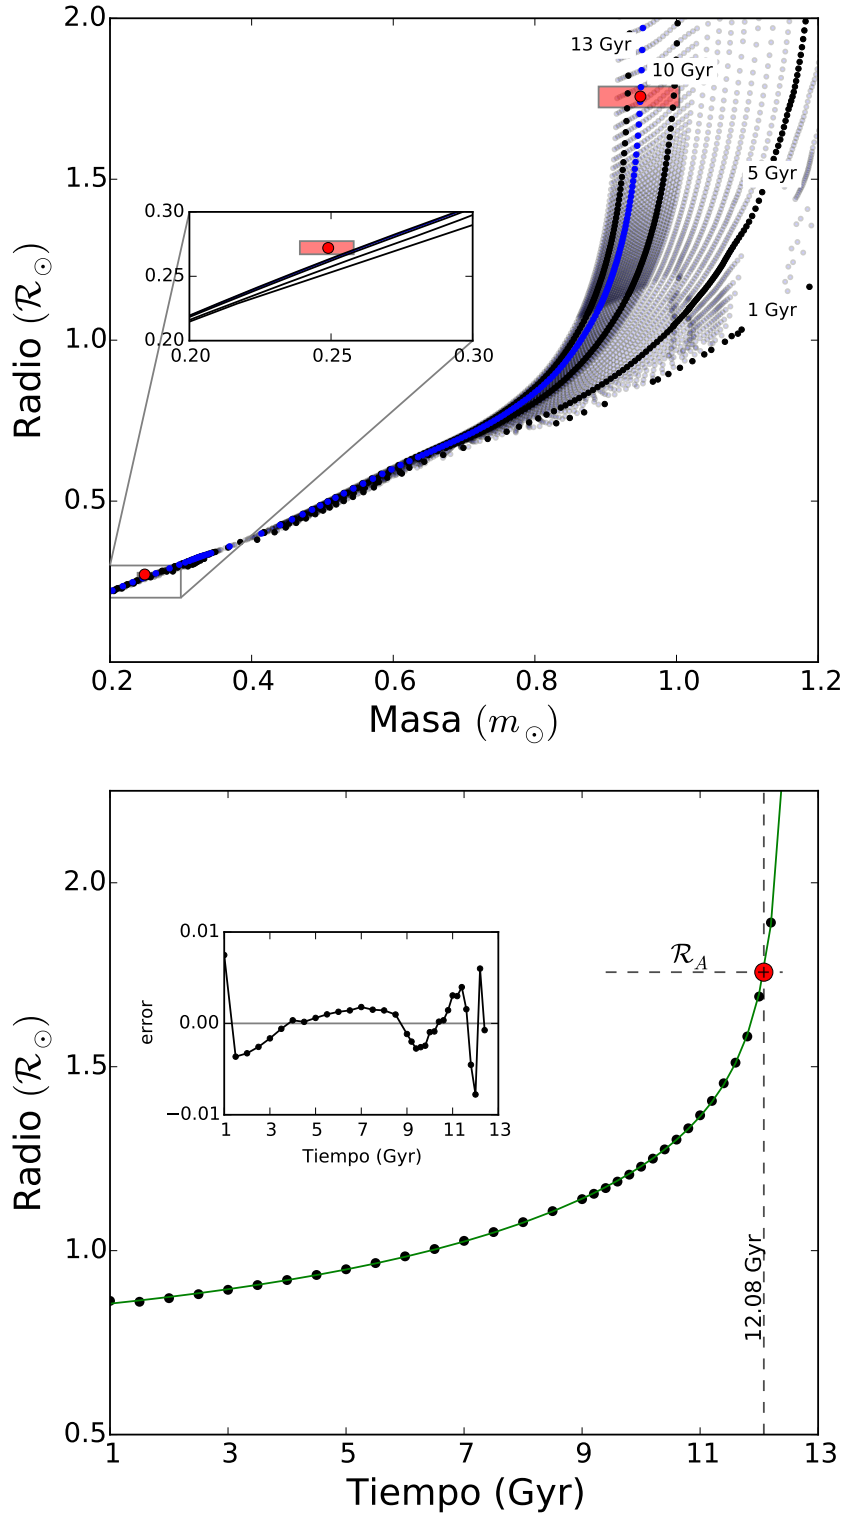 2.0
13 Gyr
10 Gyr
1.5
5 Gyr
0.30
0.25
0.20
0.20 0.25 0.30
1 Gyr
1.0
0.5
Radio (ℛ☉)
0.2 0.4 0.6 0.8 1.0 1.2
Masa (m☉)
2.0
1.5
1.0
0.5
Radio (ℛ☉)
ℛA
0.01
0.00
−0.01
error
1 3 5 7 9 11 13
Tiempo (Gyr)
12.08 Gyr
1 3 5 7 9 11 13
Tiempo (Gyr)